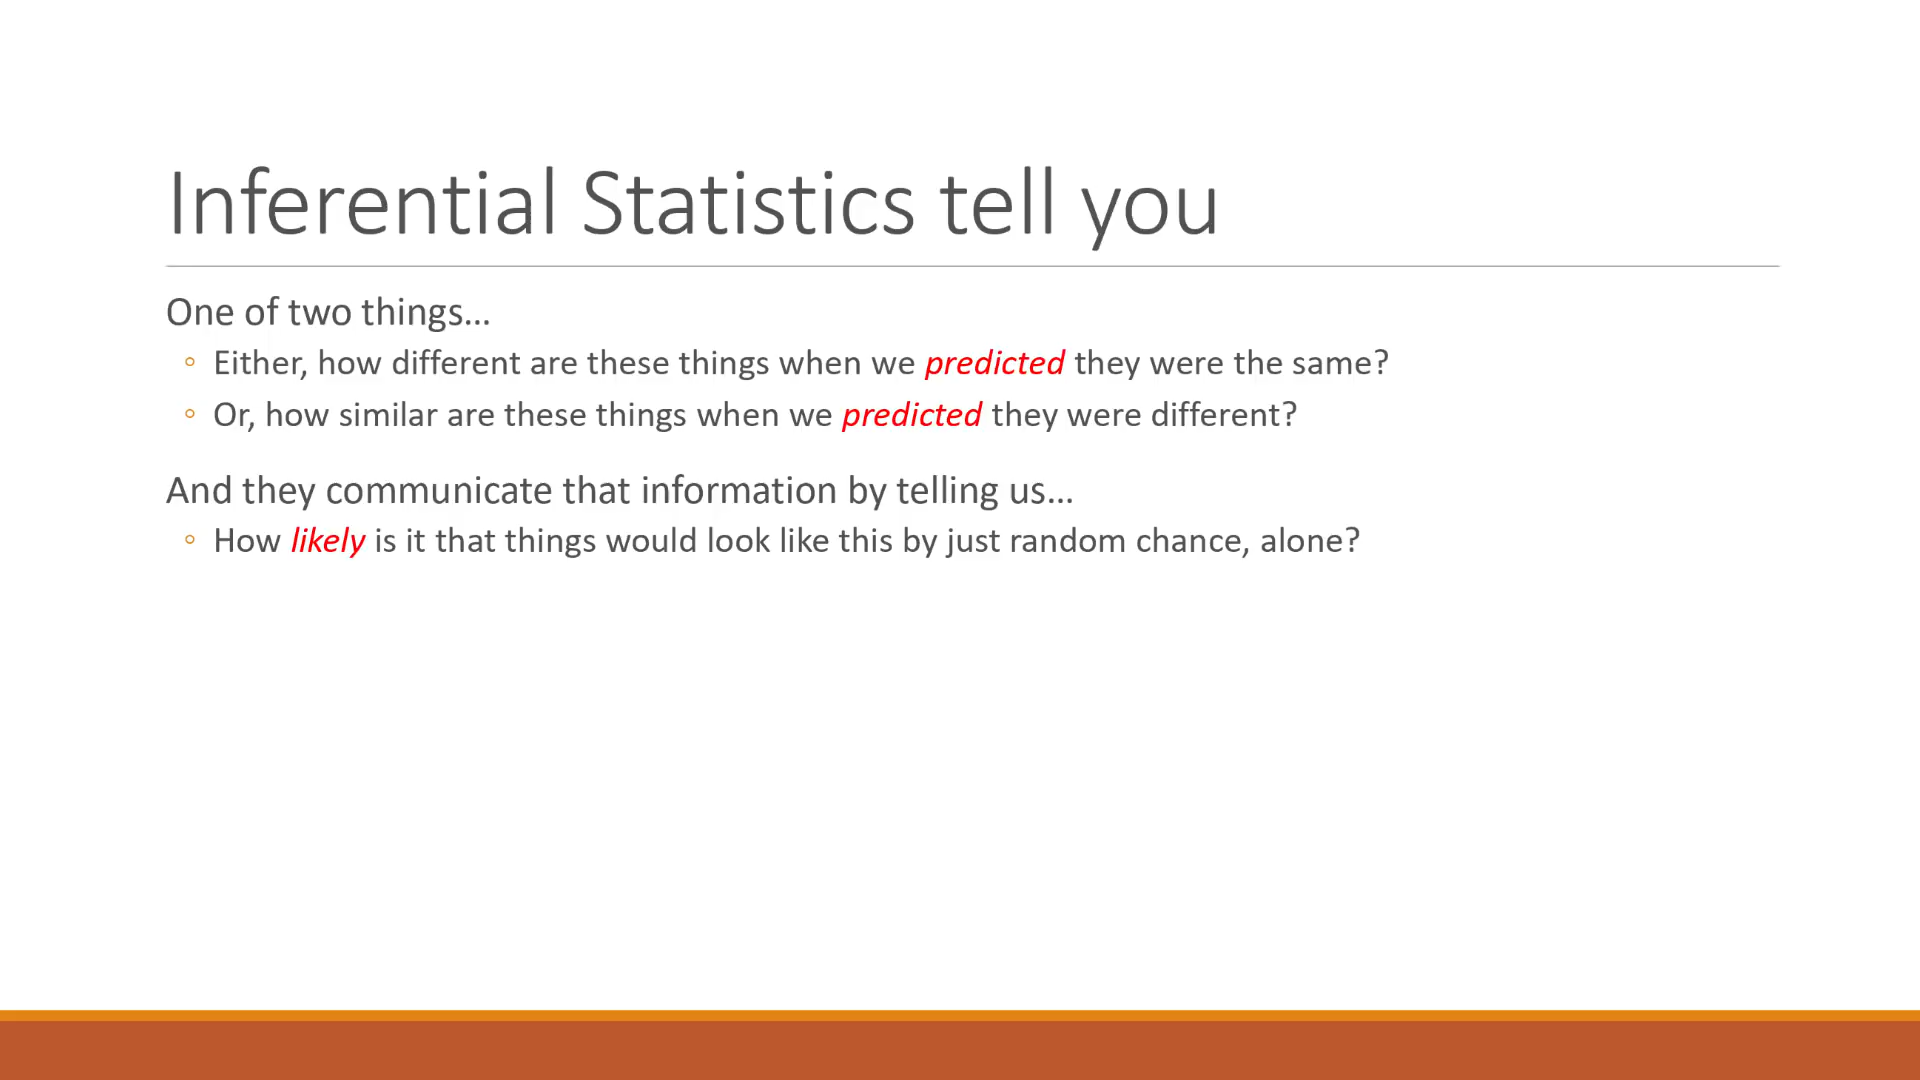 Inferential Statistics tell you
One of two things...
◦ Either, how different are these things when we predicted they were the same?
◦ Or, how similar are these things when we predicted they were different?
And they communicate that information by telling us...
◦ How likely is it that things would look like this by just random chance, alone?